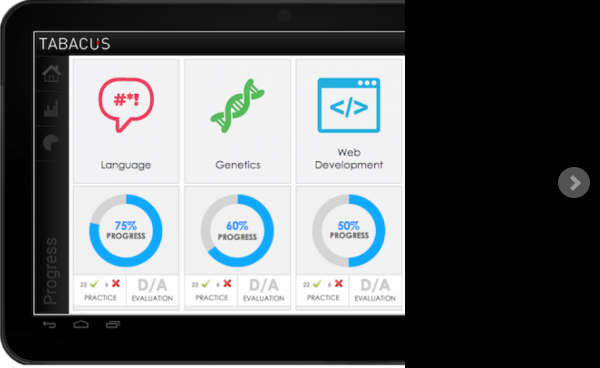 TABACUS
#*!
</>
Language
Genetics
Web
Development
75%
PROGRESS
60%
PROGRESS
50%
PROGRESS
Progress
22 6
PRACTICE
D/A
EVALUATION
22 6
PRACTICE
D/A
EVALUATION
22 6
PRACTICE
D/A
EVALUATION